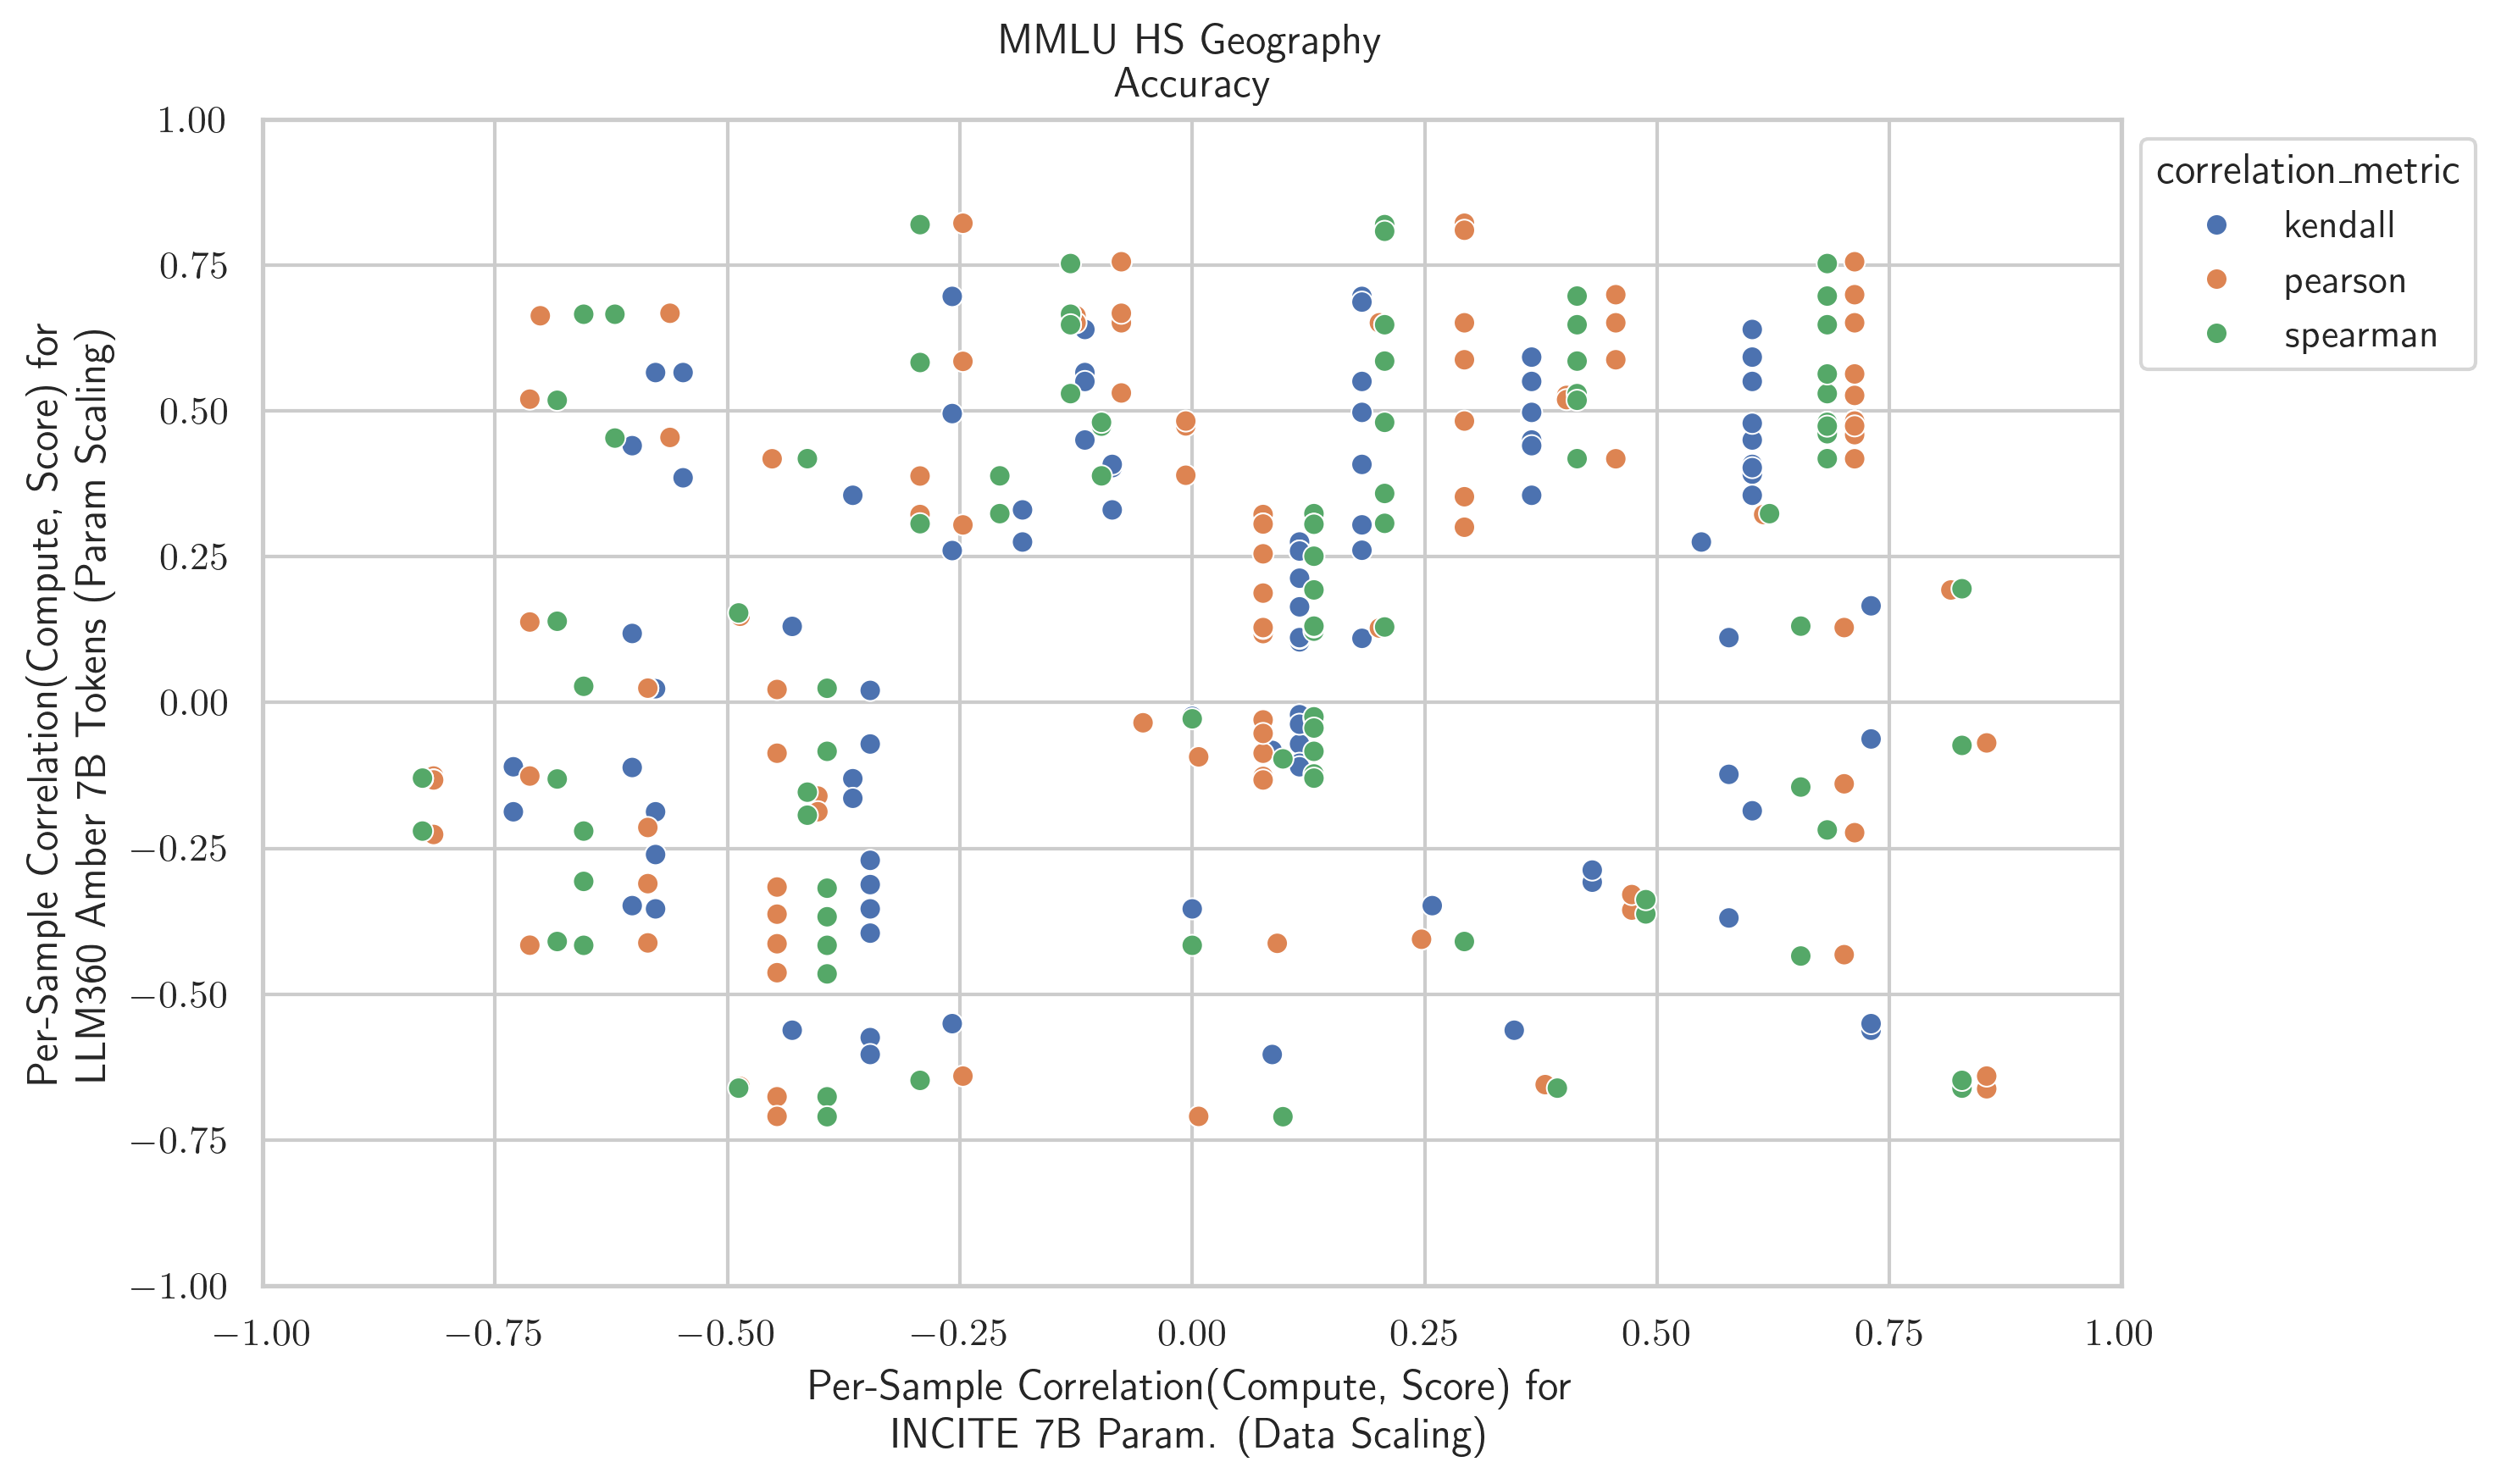 MMLU HS Geography
Accuracy
1.00
0.75
0.50
0.25
0.00
−0.25
−0.50
−0.75
−1.00
Per-Sample Correlation(Compute, Score) for
LLM360 Amber 7B Tokens (Param Scaling)
correlation_metric
kendall
pearson
spearman
−1.00
−0.75
−0.50
−0.25
0.00
0.25
0.50
0.75
1.00
Per-Sample Correlation(Compute, Score) for
INCITE 7B Param. (Data Scaling)